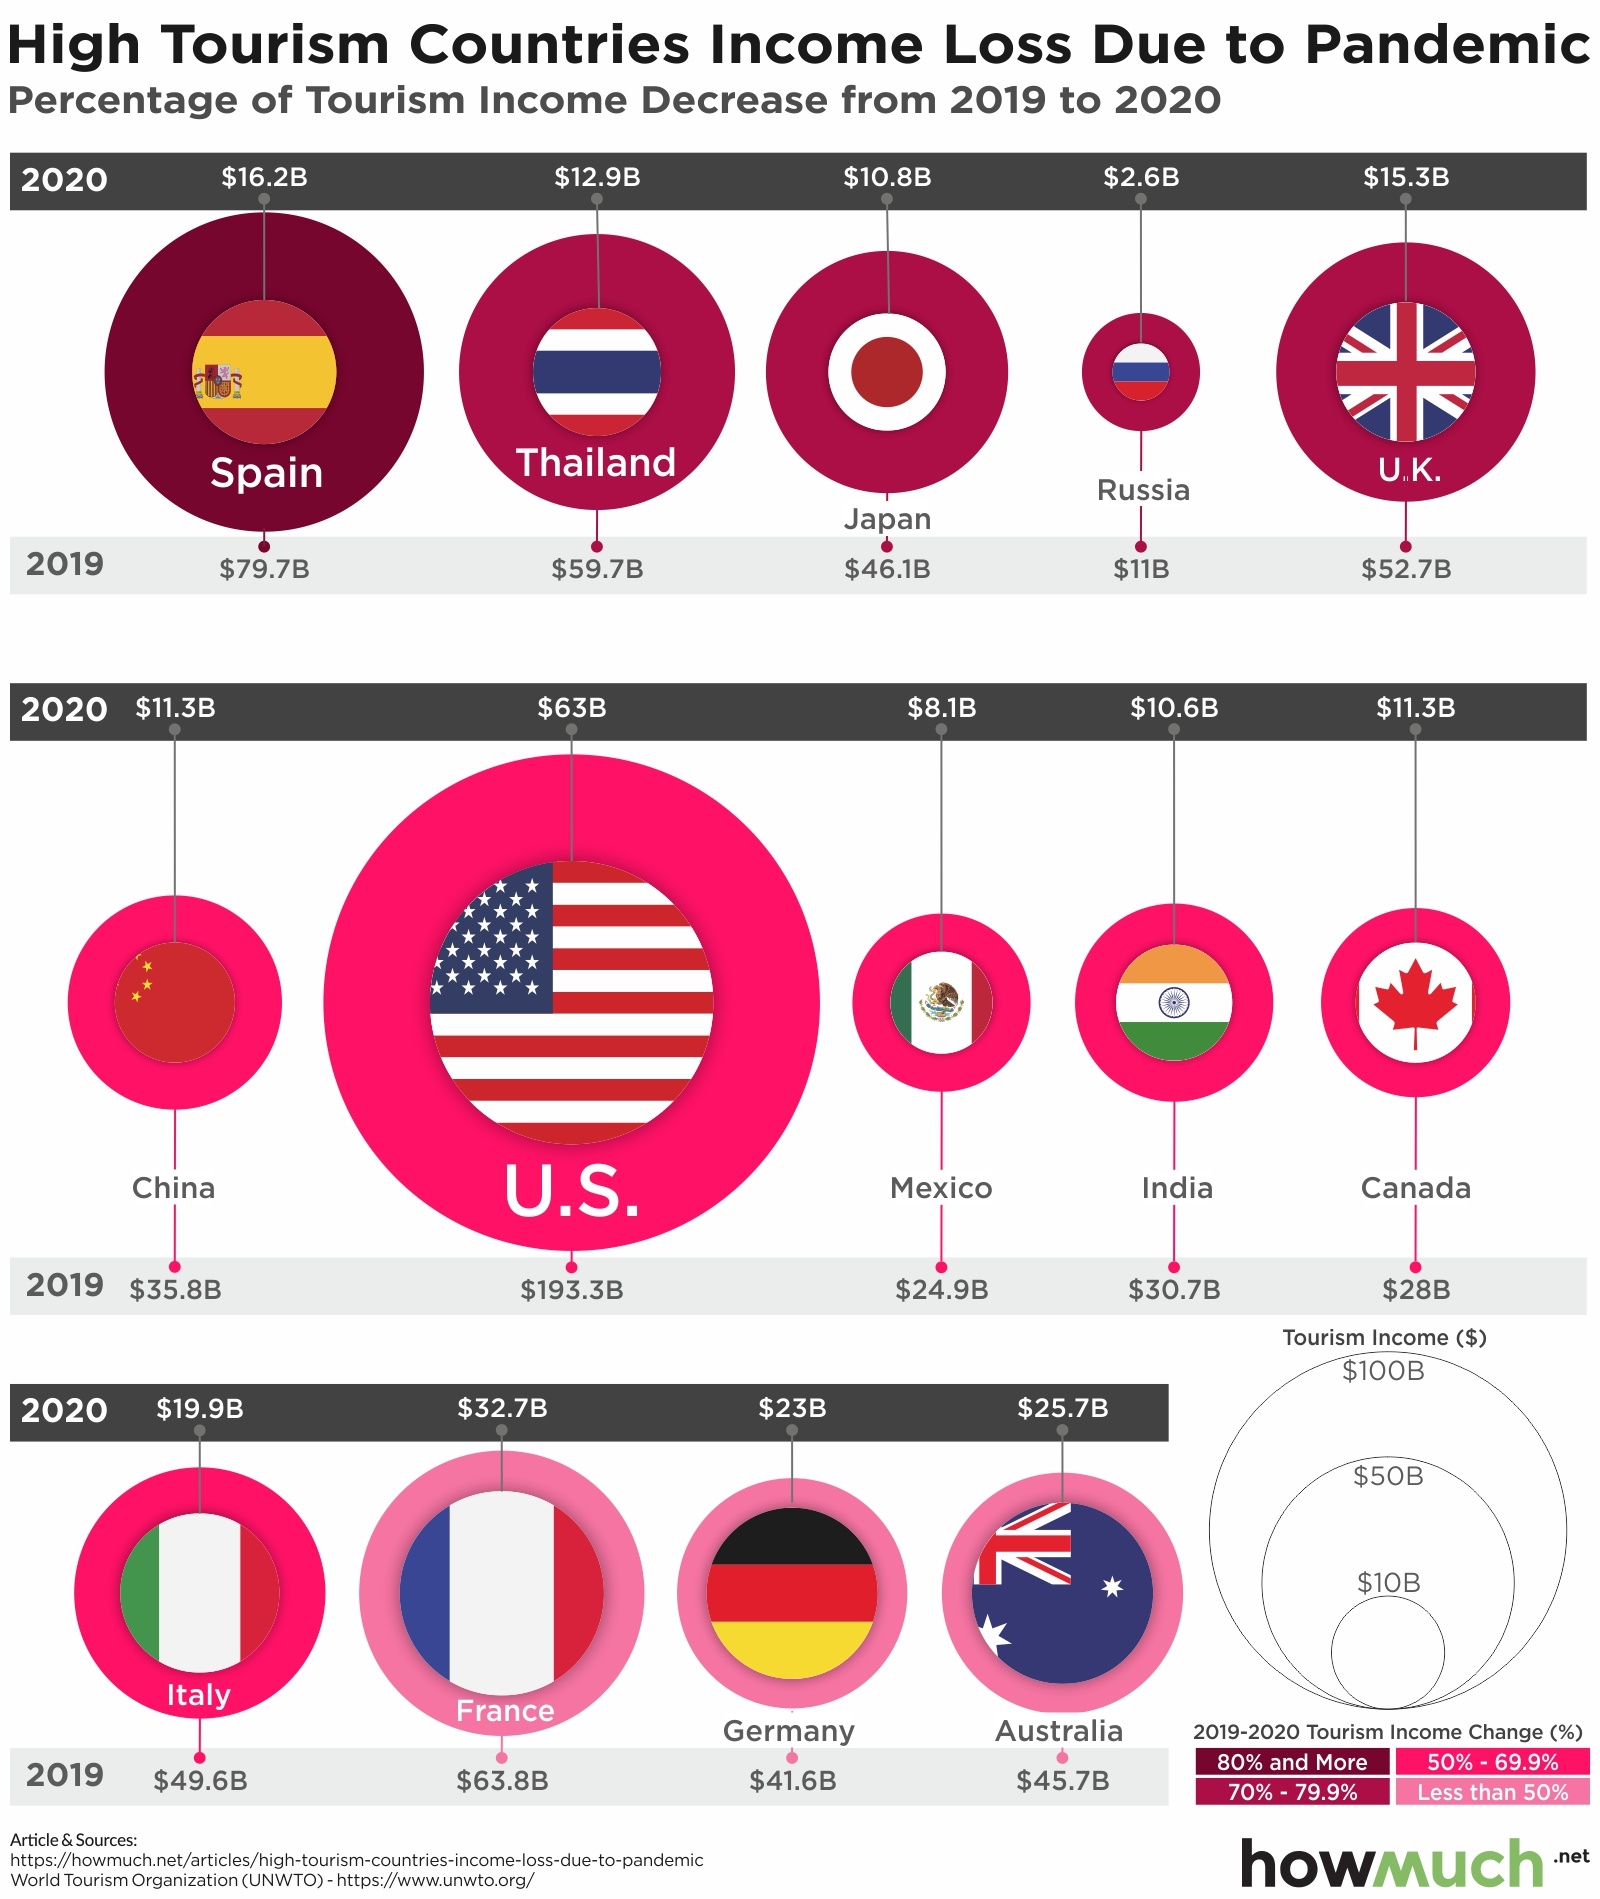 High Tourism Countries Income Loss Due to Pandemic
Percentage of Tourism Income Decrease from 2019 to 2020
2020 $16.2B $12.9B $10.8B $2.6B $15.3B
Spain Thailand Japan Russia U.K.
2019 $79.7B $59.7B $46.1B $11B $52.7B
2020 $11.3B $63B $8.1B $10.6B $11.3B
China U.S. Mexico India Canada
2019 $35.8B $193.3B $24.9B $30.7B $28B
Tourism Income ($)
$100B
$50B
$10B
2020 $19.9B $32.7B $23B $25.7B
Italy France Germany Australia
2019 $49.6B $63.8B $41.6B $45.7B
2019-2020 Tourism Income Change (%)
80% and More 50% - 69.9%
70% - 79.9% Less than 50%
Article & Sources:
https://howmuch.net/articles/high-tourism-countries-income-loss-due-to-pandemic
World Tourism Organization (UNWTO) - https://www.unwto.org/
howmuch.net